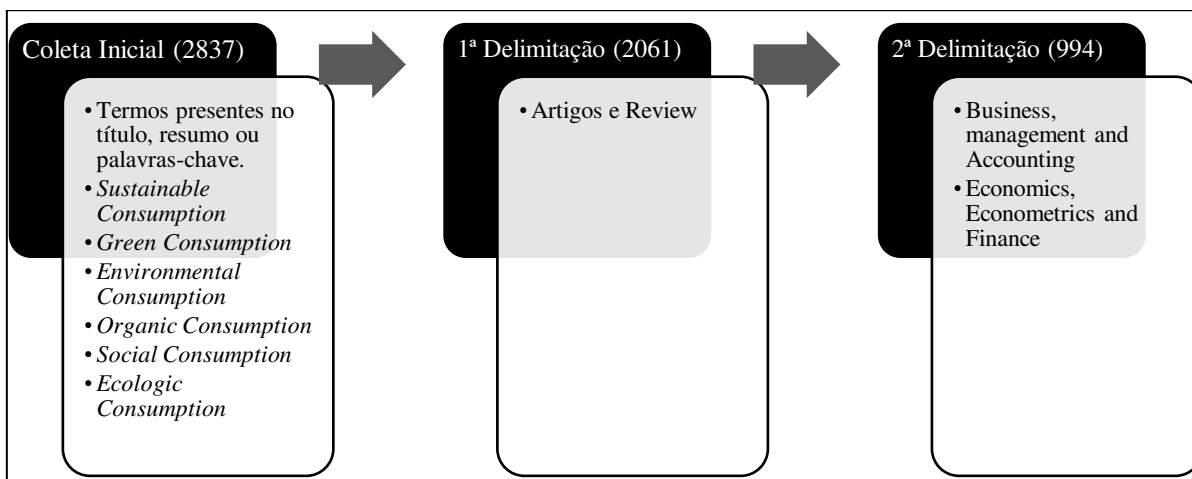 Coleta Inicial (2837)
• Termos presentes no
título, resumo ou
palavras-chave.
• Sustainable
Consumption
• Green Consumption
• Environmental
Consumption
• Organic Consumption
• Social Consumption
• Ecologic
Consumption
1ª Delimitação (2061)
• Artigos e Review
2ª Delimitação (994)
• Business,
management and
Accounting
• Economics,
Econometrics and
Finance